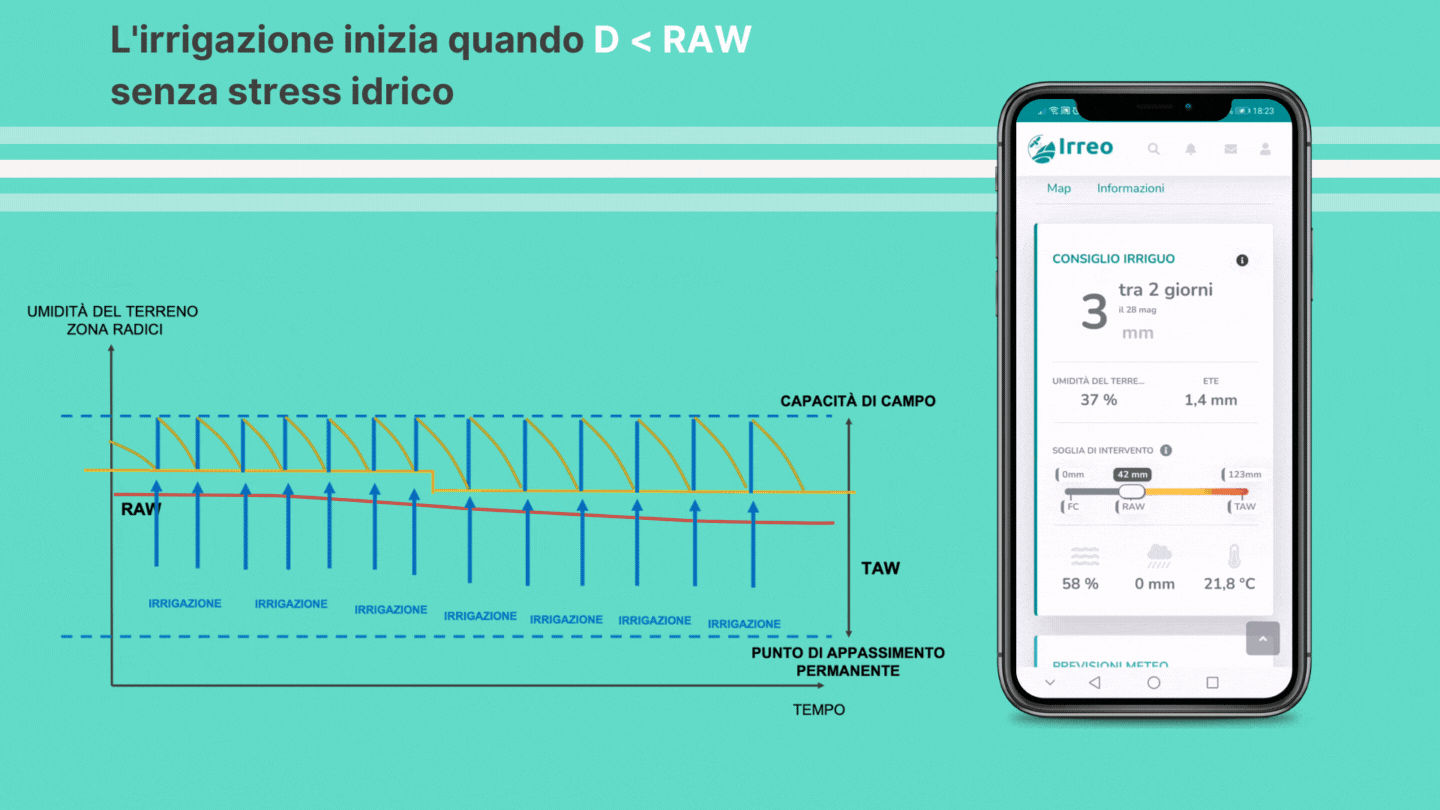 L'irrigazione inizia quando D < RAW
senza stress idrico
UMIDITÀ DEL TERRENO
ZONA RADICI
CAPACITÀ DI CAMPO
RAW
TAW
IRRIGAZIONE
IRRIGAZIONE
IRRIGAZIONE
IRRIGAZIONE
IRRIGAZIONE
IRRIGAZIONE
IRRIGAZIONE
PUNTO DI APPASSIMENTO
PERMANENTE
TEMPO
18:23
Irreo
Map Informazioni
CONSIGLIO IRRIGUO
3 tra 2 giorni
il 28 mag
mm
UMIDITÀ DEL TERRE... ETE
37 % 1,4 mm
SOGLIA DI INTERVENTO
0mm 42 mm 123mm
FC RAW TAW
58 % 0 mm 21,8 °C
PREVISIONI METEO